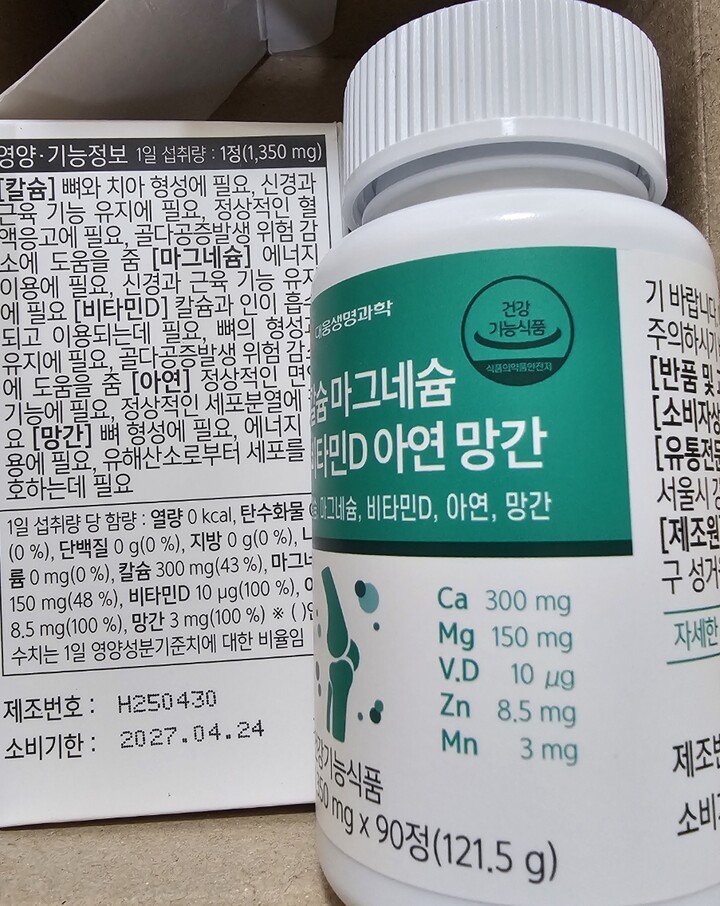 영양·기능정보 1일 섭취량 : 1정(1,350 mg)
[칼슘] 뼈와 치아 형성에 필요, 신경과
근육 기능 유지에 필요, 정상적인 혈
액응고에 필요, 골다공증발생 위험 감
소에 도움을 줌 [마그네슘] 에너지
이용에 필요, 신경과 근육 기능 유지
에 필요 [비타민D] 칼슘과 인이 흡수
되고 이용되는데 필요, 뼈의 형성과
유지에 필요, 골다공증발생 위험 감소
에 도움을 줌 [아연] 정상적인 면역
기능에 필요, 정상적인 세포분열에
요 [망간] 뼈 형성에 필요, 에너지
용에 필요, 유해산소로부터 세포를
호하는데 필요
1일 섭취량 당 함량 : 열량 0 kcal, 탄수화물
(0 %), 단백질 0 g(0 %), 지방 0 g(0 %), 나
륨 0 mg(0 %), 칼슘 300 mg(43 %), 마그네
150 mg(48 %), 비타민D 10 µg(100 %), 아
8.5 mg(100 %), 망간 3 mg(100 %) ※ ( )안
수치는 1일 영양성분기준치에 대한 비율임
제조번호 : H250430
소비기한 : 2027.04.24
대웅생명과학
건강
기능식품
식품의약품안전처
칼슘 마그네슘
비타민D 아연 망간
마그네슘, 비타민D, 아연, 망간
Ca 300 mg
Mg 150 mg
V.D 10 µg
Zn 8.5 mg
Mn 3 mg
건강기능식품
350 mg x 90정(121.5 g)
기 바랍니다
주의하시기
[반품 및
[소비자상
[유통전문
서울시 강
[제조원
구 성거
자세한
제조번
소비기